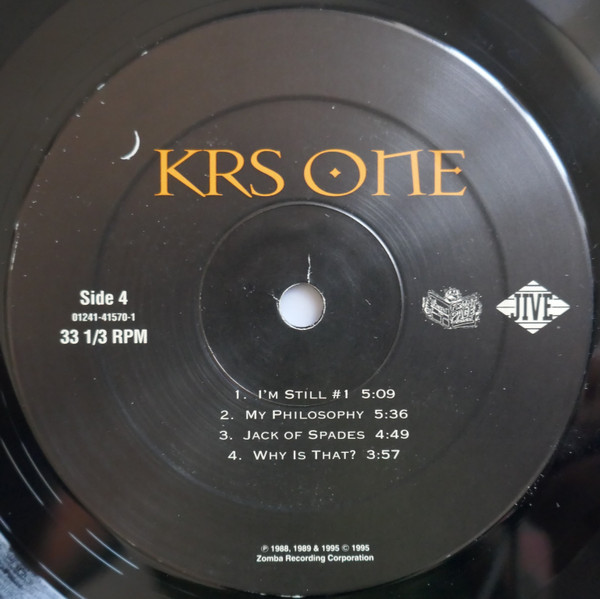 KRS ONE
Side 4
01241-41570-1
33 1/3 RPM
JIVE
1. I'm Still #1 5:09
2. My Philosophy 5:36
3. Jack of Spades 4:49
4. Why Is That? 3:57
℗ 1988, 1989 & 1995 © 1995
Zomba Recording Corporation